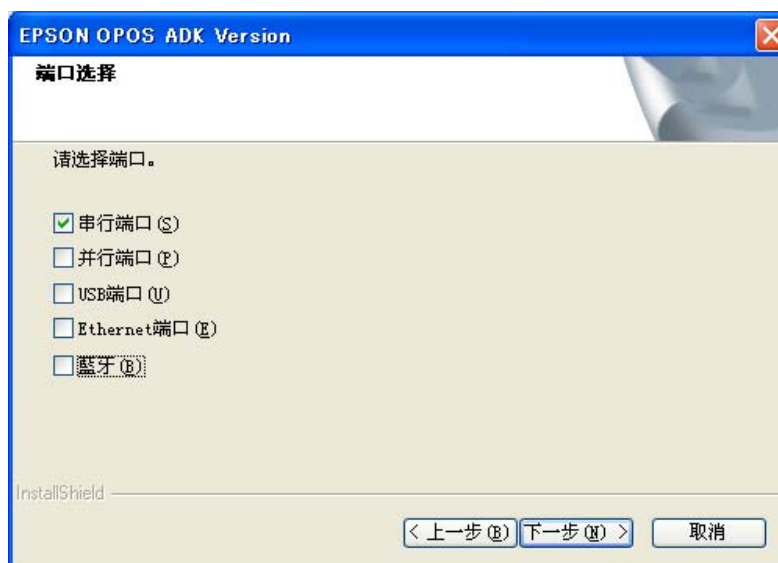 EPSON OPOS ADK Version
端口选择
请选择端口。
串行端口(S)
并行端口(P)
USB端口(U)
Ethernet端口(E)
藍牙(B)
InstallShield
< 上一步(B) 下一步(N) > 取消